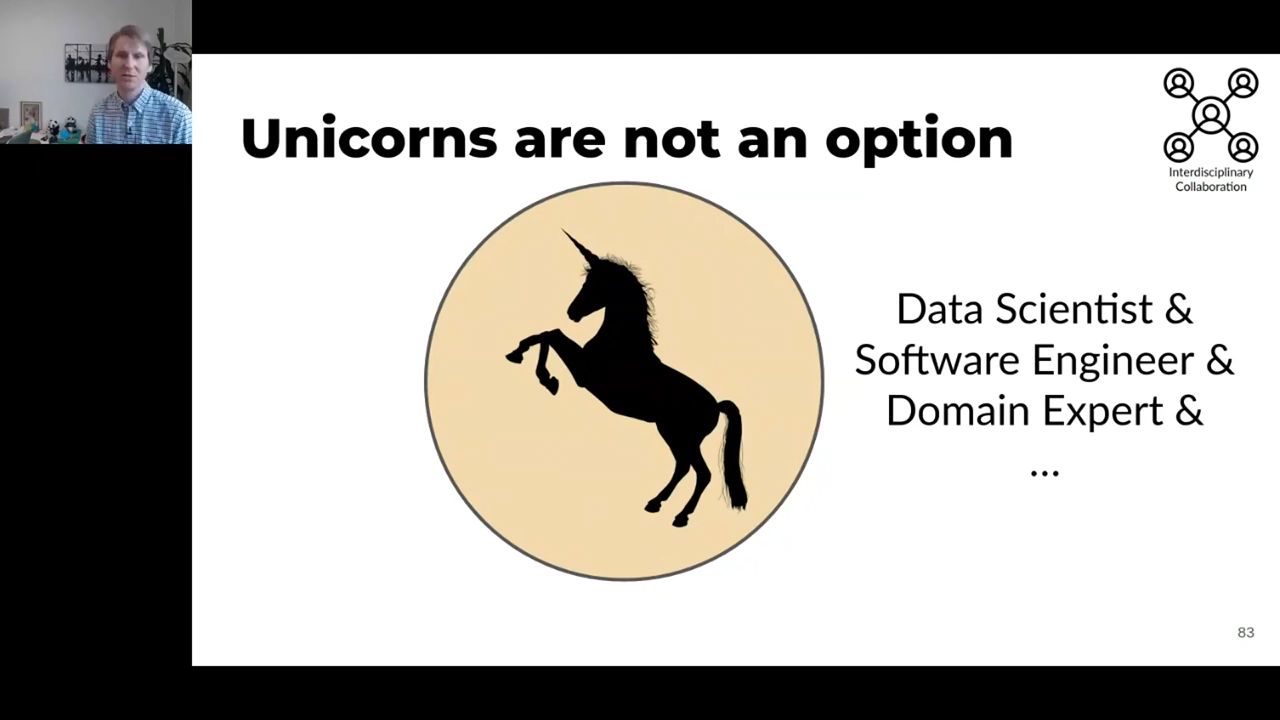 Unicorns are not an option
Interdisciplinary
Collaboration
Data Scientist &
Software Engineer &
Domain Expert &
...
83